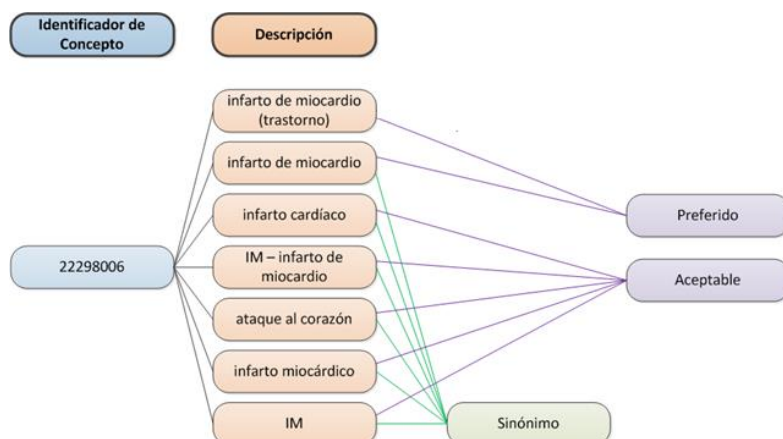 Identificador de
Concepto
Descripción
infarto de miocardio
(trastorno)
infarto de miocardio
infarto cardíaco
IM – infarto de
miocardio
ataque al corazón
infarto miocárdico
IM
22298006
Preferido
Aceptable
Sinónimo